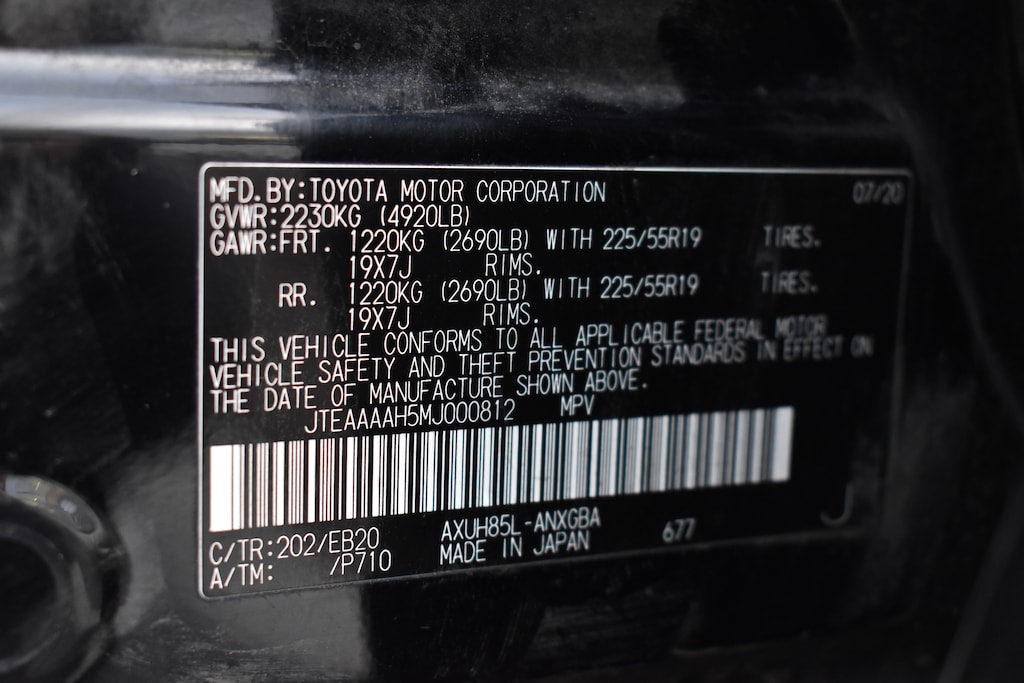 MFD.BY:TOYOTA MOTOR CORPORATION 07/20
GVWR:2230KG (4920LB)
GAWR:FRT. 1220KG (2690LB) WITH 225/55R19 TIRES.
19X7J RIMS.
RR. 1220KG (2690LB) WITH 225/55R19 TIRES.
19X7J RIMS.
THIS VEHICLE CONFORMS TO ALL APPLICABLE FEDERAL MOTOR
VEHICLE SAFETY AND THEFT PREVENTION STANDARDS IN EFFECT ON
THE DATE OF MANUFACTURE SHOWN ABOVE.
JTEAAAAH5MJ000812 MPV
C/TR:202/EB20 AXUH85L-ANXGBA 677 J
A/TM: /P710 MADE IN JAPAN